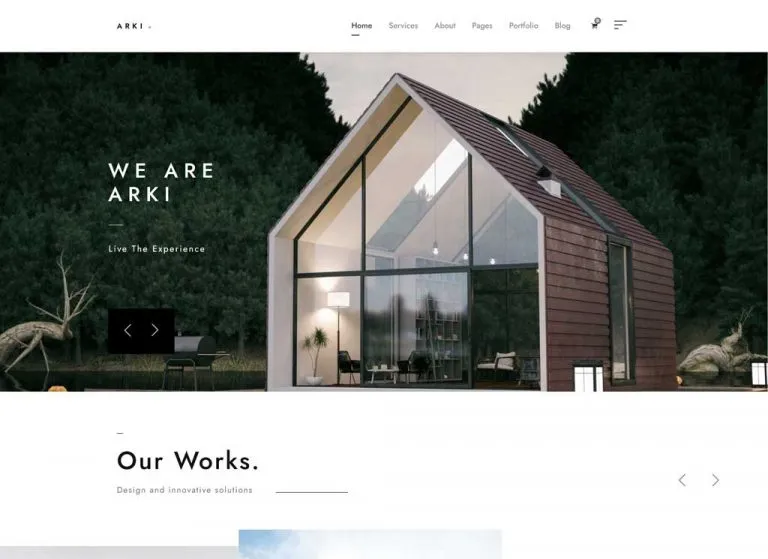 ARKI
Home Services About Pages Portfolio Blog
WE ARE
ARKI
Live The Experience
Our Works.
Design and innovative solutions